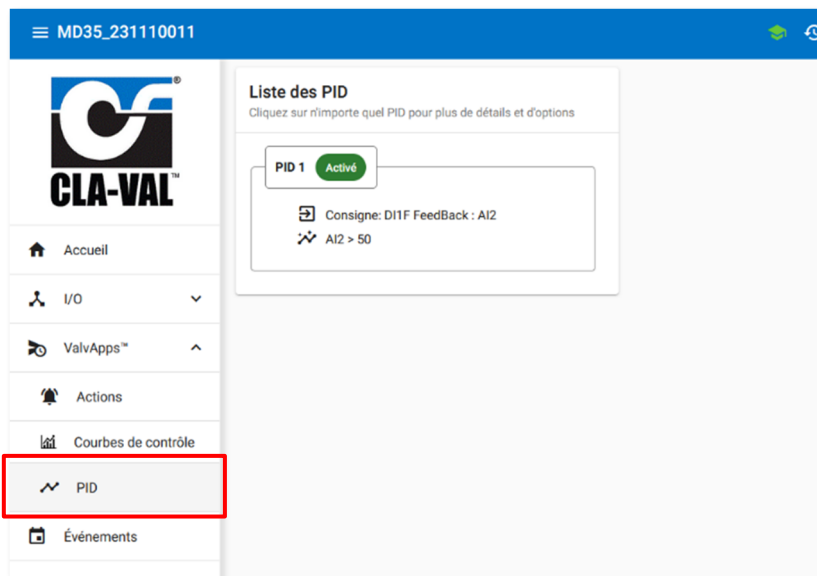 MD35_231110011
CLA-VAL™
®
Accueil
I/O
ValvApps™
Actions
Courbes de contrôle
PID
Événements
Liste des PID
Cliquez sur n'importe quel PID pour plus de détails et d'options
PID 1 Activé
Consigne: DI1F FeedBack : AI2
AI2 > 50